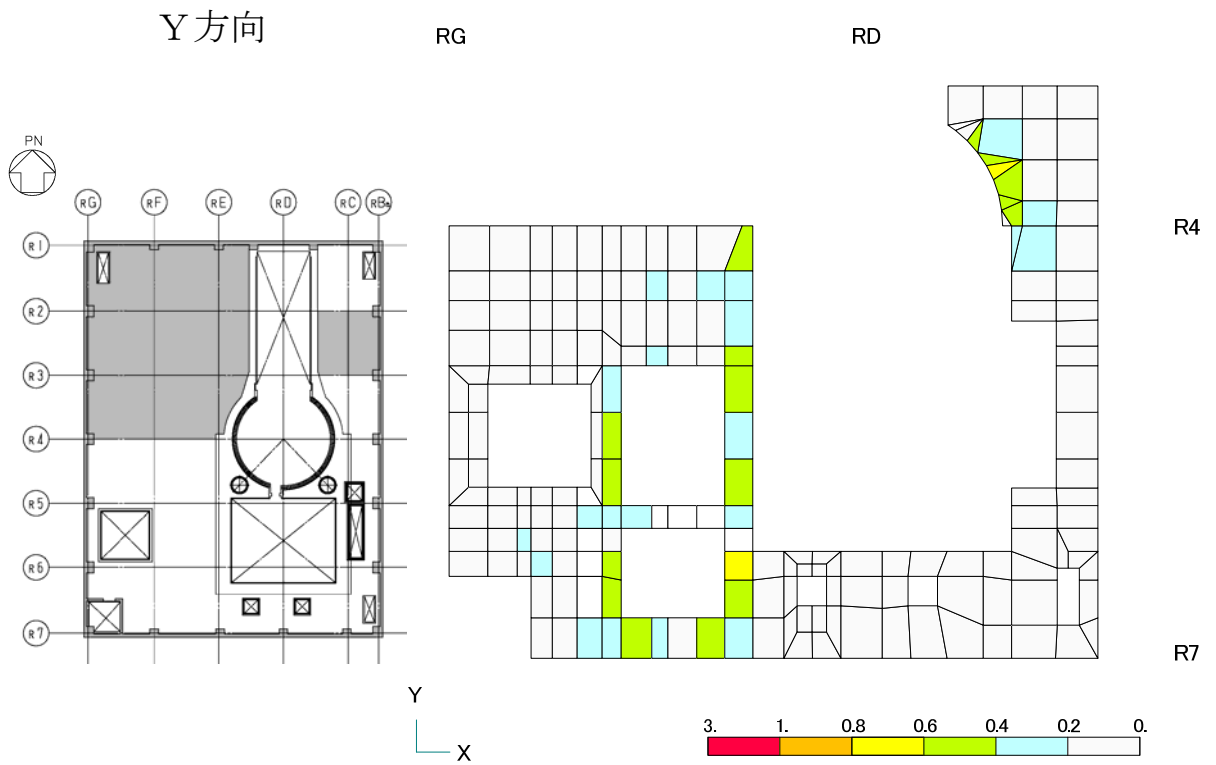 Y方向
RG RD
PN
RG RF RE RD RC RBa
R1
R2
R3
R4
R5
R6
R7
R4
R7
Y
X
3. 1. 0.8 0.6 0.4 0.2 0.